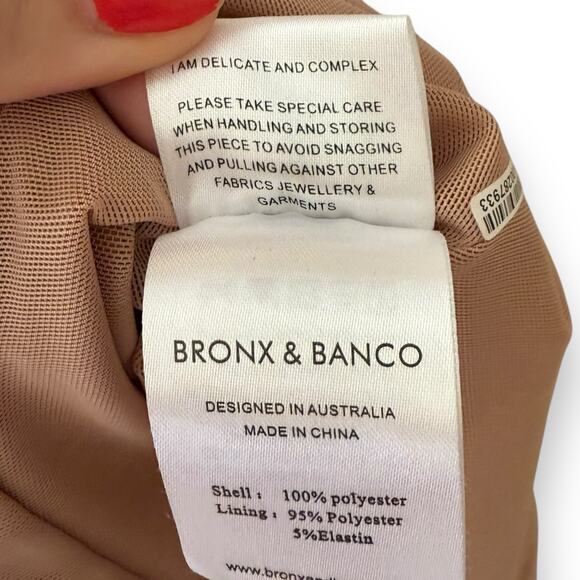 I AM DELICATE AND COMPLEX
PLEASE TAKE SPECIAL CARE
WHEN HANDLING AND STORING
THIS PIECE TO AVOID SNAGGING
AND PULLING AGAINST OTHER
FABRICS JEWELLERY &
GARMENTS
BRONX & BANCO
DESIGNED IN AUSTRALIA
MADE IN CHINA
Shell : 100% polyester
Lining : 95% Polyester
5%Elastin